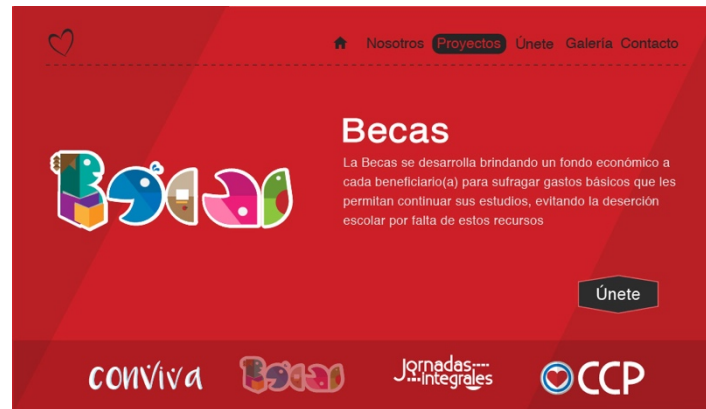 Nosotros Proyectos Únete Galeria Contacto
Becas
Becas
La Becas se desarrolla brindando un fondo económico a
cada beneficiario(a) para sufragar gastos básicos que les
permitan continuar sus estudios, evitando la deserción
escolar por falta de estos recursos
Únete
conviva Becas Jornadas Integrales CCP